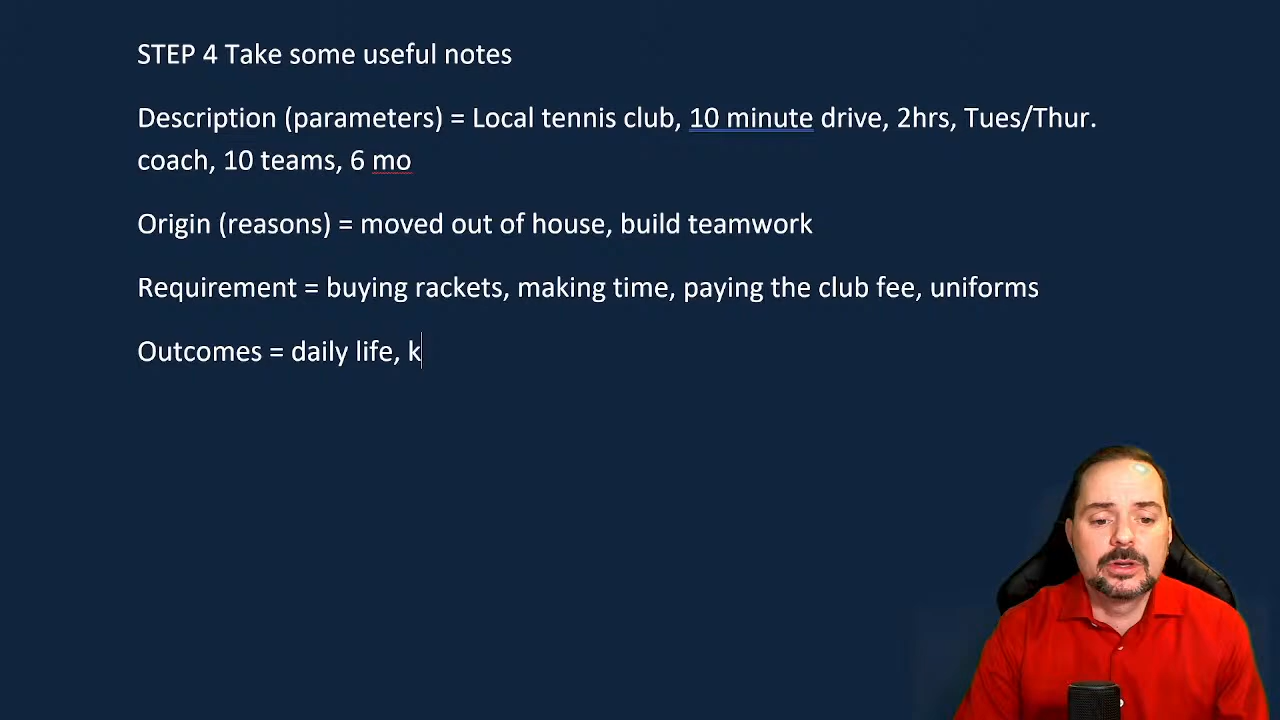 STEP 4 Take some useful notes
Description (parameters) = Local tennis club, 10 minute drive, 2hrs, Tues/Thur.
coach, 10 teams, 6 mo
Origin (reasons) = moved out of house, build teamwork
Requirement = buying rackets, making time, paying the club fee, uniforms
Outcomes = daily life, k